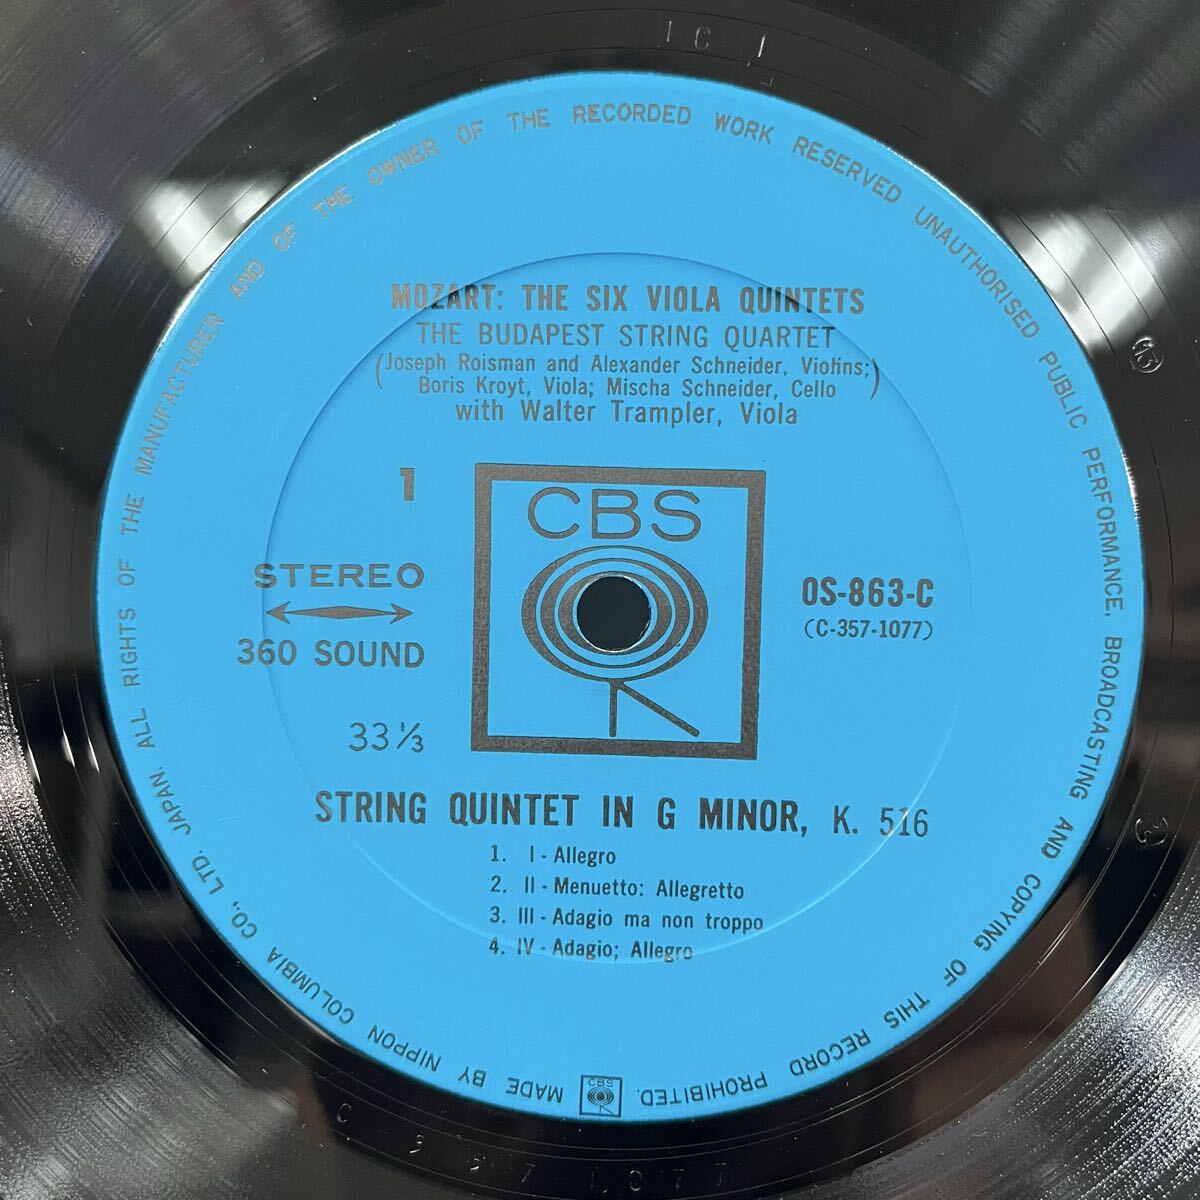 MOZART: THE SIX VIOLA QUINTETS
THE BUDAPEST STRING QUARTET
(Joseph Roisman and Alexander Schneider, Violins;
Boris Kroyt, Viola; Mischa Schneider, Cello)
with Walter Trampler, Viola
1
CBS
STEREO
360 SOUND
OS-863-C
(C-357-1077)
33 ⅓
STRING QUINTET IN G MINOR, K. 516
1. I - Allegro
2. II - Menuetto: Allegretto
3. III - Adagio ma non troppo
4. IV - Adagio; Allegro
MADE BY NIPPON COLUMBIA CO., LTD. JAPAN. ALL RIGHTS OF THE MANUFACTURER AND OF THE OWNER OF THE RECORDED WORK RESERVED UNAUTHORISED PUBLIC PERFORMANCE, BROADCASTING AND COPYING OF THIS RECORD PROHIBITED.
CBS